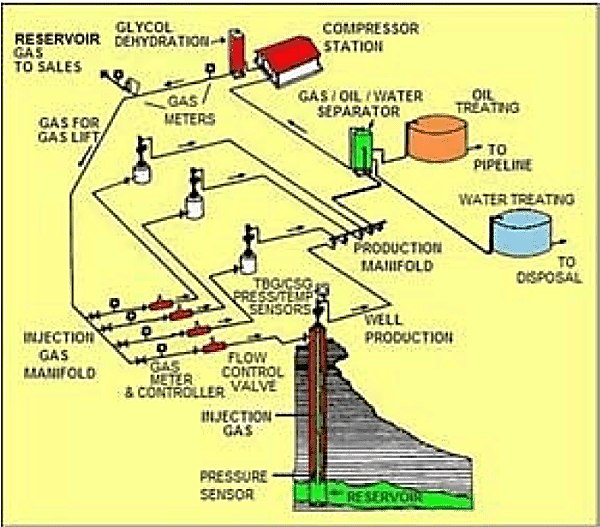 GLYCOL
DEHYDRATION
COMPRESSOR
STATION
RESERVOIR
GAS
TO SALES
GAS
METERS
GAS / OIL / WATER
SEPARATOR
OIL
TREATING
GAS FOR
GAS LIFT
TO
PIPELINE
WATER TREATING
PRODUCTION
MANIFOLD
TO
DISPOSAL
TBG/CSG
PRESS/TEMP
SENSORS
WELL
PRODUCTION
INJECTION
GAS
MANIFOLD
GAS
METER
& CONTROLLER
FLOW
CONTROL
VALVE
INJECTION
GAS
PRESSURE
SENSOR
RESERVOIR